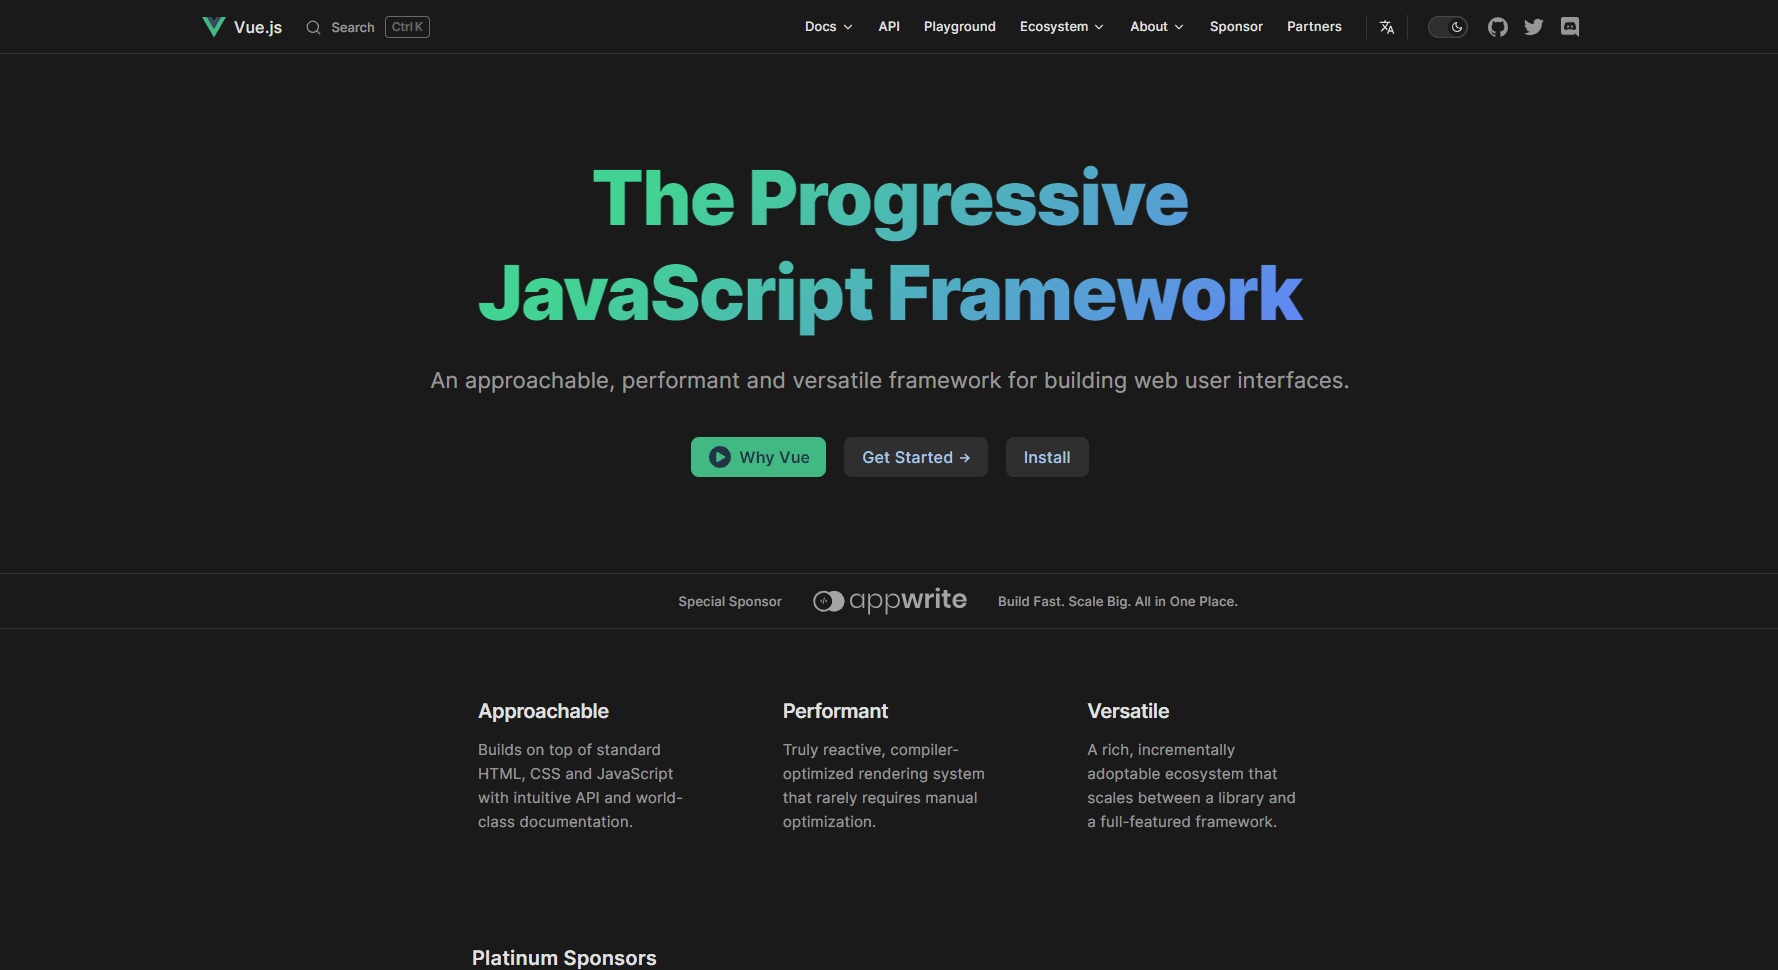 Vue.js Search Ctrl K Docs API Playground Ecosystem About Sponsor Partners
The Progressive
JavaScript Framework
An approachable, performant and versatile framework for building web user interfaces.
Why Vue Get Started → Install
Special Sponsor appwrite Build Fast. Scale Big. All in One Place.
Approachable
Builds on top of standard
HTML, CSS and JavaScript
with intuitive API and world-
class documentation.
Performant
Truly reactive, compiler-
optimized rendering system
that rarely requires manual
optimization.
Versatile
A rich, incrementally
adoptable ecosystem that
scales between a library and
a full-featured framework.
Platinum Sponsors